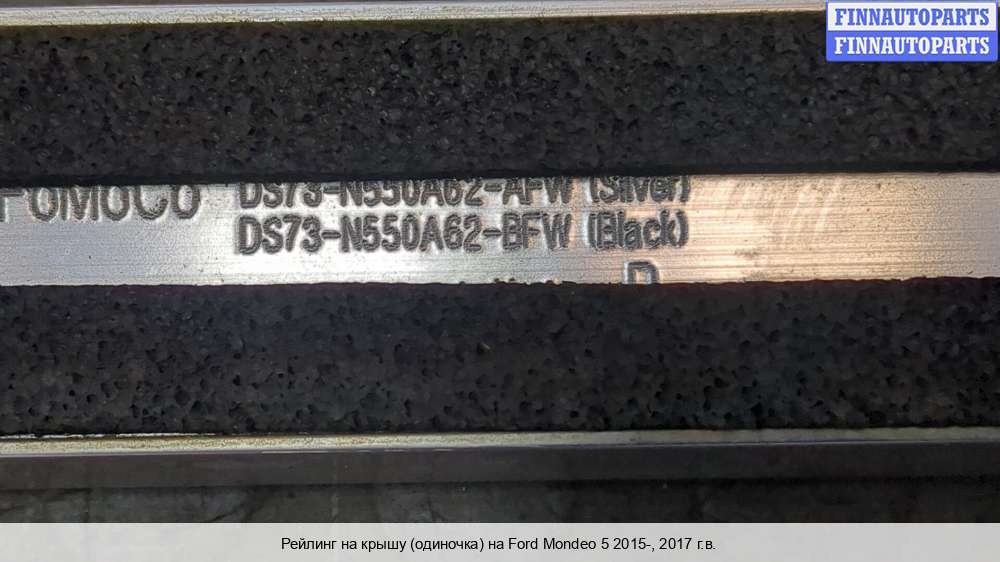 FINNAUTOPARTS
FINNAUTOPARTS
FoMoCo DS73-N550A62-AFW (Silver)
DS73-N550A62-BFW (Black)
D
Рейлинг на крышу (одиночка) на Ford Mondeo 5 2015-, 2017 г.в.